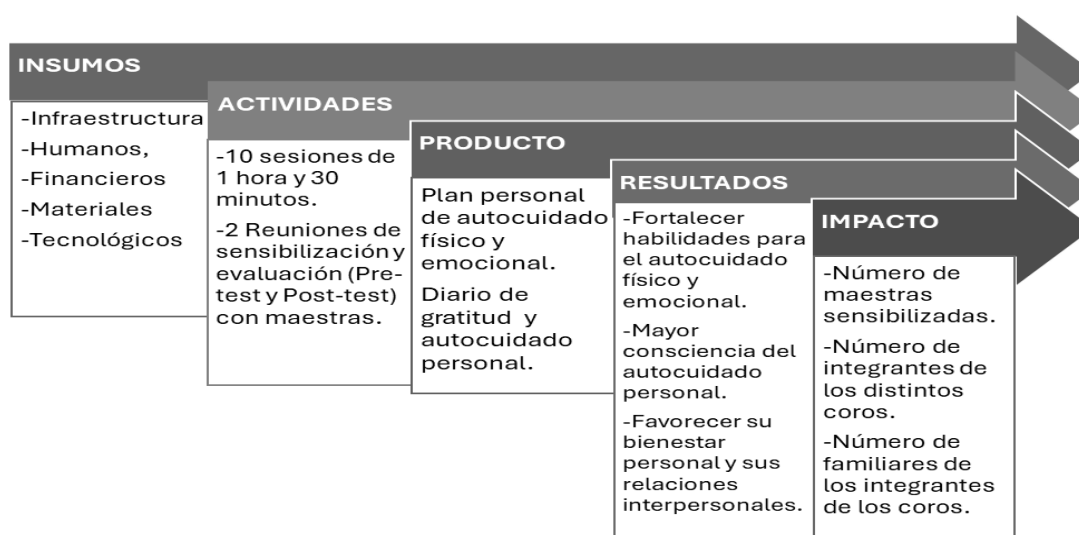 INSUMOS
-Infraestructura
-Humanos,
-Financieros
-Materiales
-Tecnológicos
ACTIVIDADES
-10 sesiones de
1 hora y 30
minutos.
-2 Reuniones de
sensibilización y
evaluación (Pre-
test y Post-test)
con maestras.
PRODUCTO
Plan personal
de autocuidado
físico y
emocional.
Diario de
gratitud y
autocuidado
personal.
RESULTADOS
-Fortalecer
habilidades para
el autocuidado
físico y
emocional.
-Mayor
consciencia del
autocuidado
personal.
-Favorecer su
bienestar
personal y sus
relaciones
interpersonales.
IMPACTO
-Número de
maestras
sensibilizadas.
-Número de
integrantes de
los distintos
coros.
-Número de
familiares de
los integrantes
de los coros.